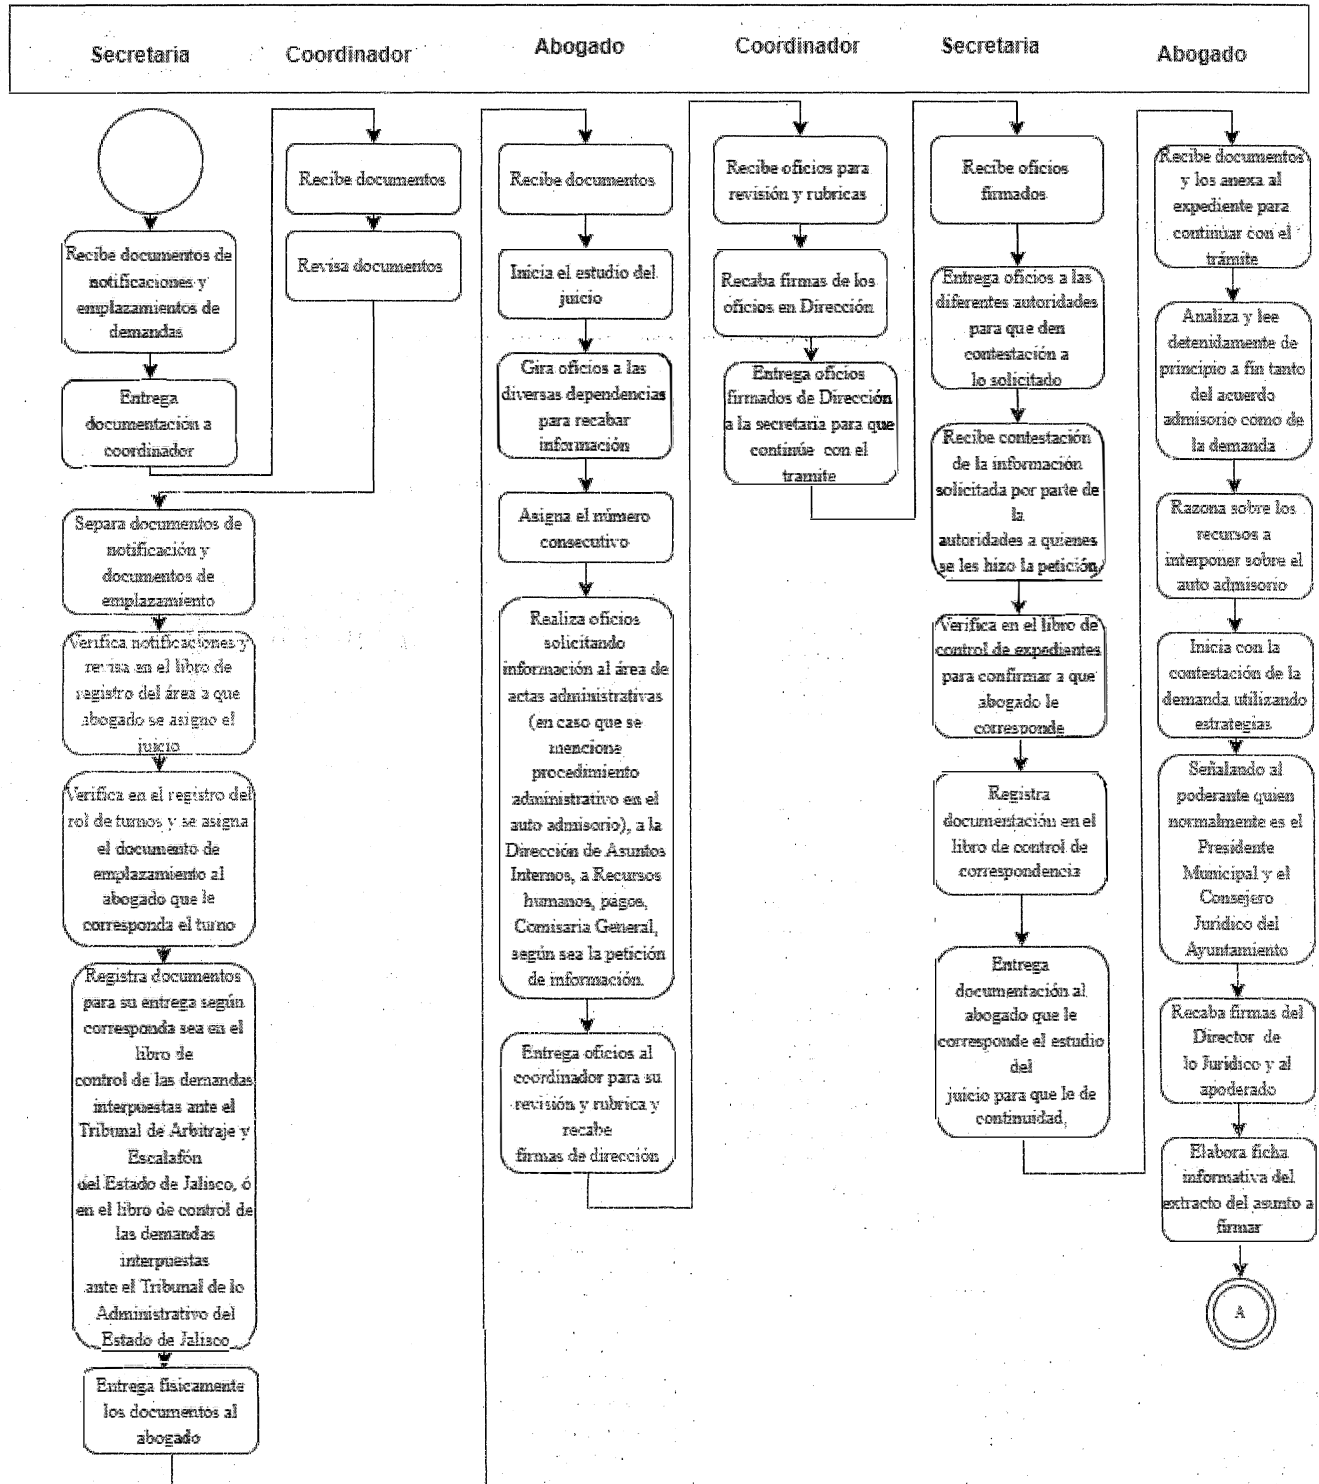 Secretaria
Coordinador
Abogado
Coordinador
Secretaria
Abogado
Recibe documentos de
notificaciones y
emplazamientos de
demandas
Entrega
documentación a
coordinador
Recibe documentos
Revisa documentos
Separa documentos de
notificación y
documentos de
emplazamiento
Verifica notificaciones y
revisa en el libro de
registro del área a que
abogado se asigno el
juicio
Verifica en el registro del
rol de turnos y se asigna
el documento de
emplazamiento al
abogado que le
corresponda el turno
Registra documentos
para su entrega según
corresponda sea en el
libro de
control de las demandas
interpuestas ante el
Tribunal de Arbitraje y
Escalafón
del Estado de Jalisco, ó
en el libro de control de
las demandas
interpuestas
ante el Tribunal de lo
Administrativo del
Estado de Jalisco
Entrega fisicamente
los documentos al
abogado
Recibe documentos
Inicia el estudio del
juicio
Gira oficios a las
diversas dependencias
para recabar
información
Asigna el número
consecutivo
Realiza oficios
solicitando
información al área de
actas administrativas
(en caso que se
mencione
procedimiento
administrativo en el
auto admisorio), a la
Dirección de Asuntos
Internos, a Recursos
humanos, pagos,
Comisaria General,
según sea la petición
de información.
Entrega oficios al
coordinador para su
revisión y rubrica y
recabe
firmas de dirección
Recibe oficios para
revisión y rubricas
Recaba firmas de los
oficios en Dirección
Entrega oficios
firmados de Dirección
a la secretaria para que
continúe con el
tramite
Recibe oficios
firmados
Entrega oficios a las
diferentes autoridades
para que den
contestación a
lo solicitado
Recibe contestación
de la información
solicitada por parte de
la
autoridades a quienes
se les hizo la petición,
Verifica en el libro de
control de expedientes
para confirmar a que
abogado le
corresponde
Registra
documentación en el
libro de control de
correspondencia
Entrega
documentación al
abogado que le
corresponde el estudio
del
juicio para que le de
continuidad,
Recibe documentos
y los anexa al
expediente para
continuar con el
trámite
Analiza y lee
detenidamente de
principio a fin tanto
del acuerdo
admisorio como de
la demanda
Razona sobre los
recursos a
interponer sobre el
auto admisorio
Inicia con la
contestación de la
demanda utilizando
estrategias
Señalando al
poderante quien
normalmente es el
Presidente
Municipal y el
Consejero
Jurídico del
Ayuntamiento
Recaba firmas del
Director de
lo Jurídico y al
apoderado
Elabora ficha
informativa del
extracto del asunto a
firmar
A